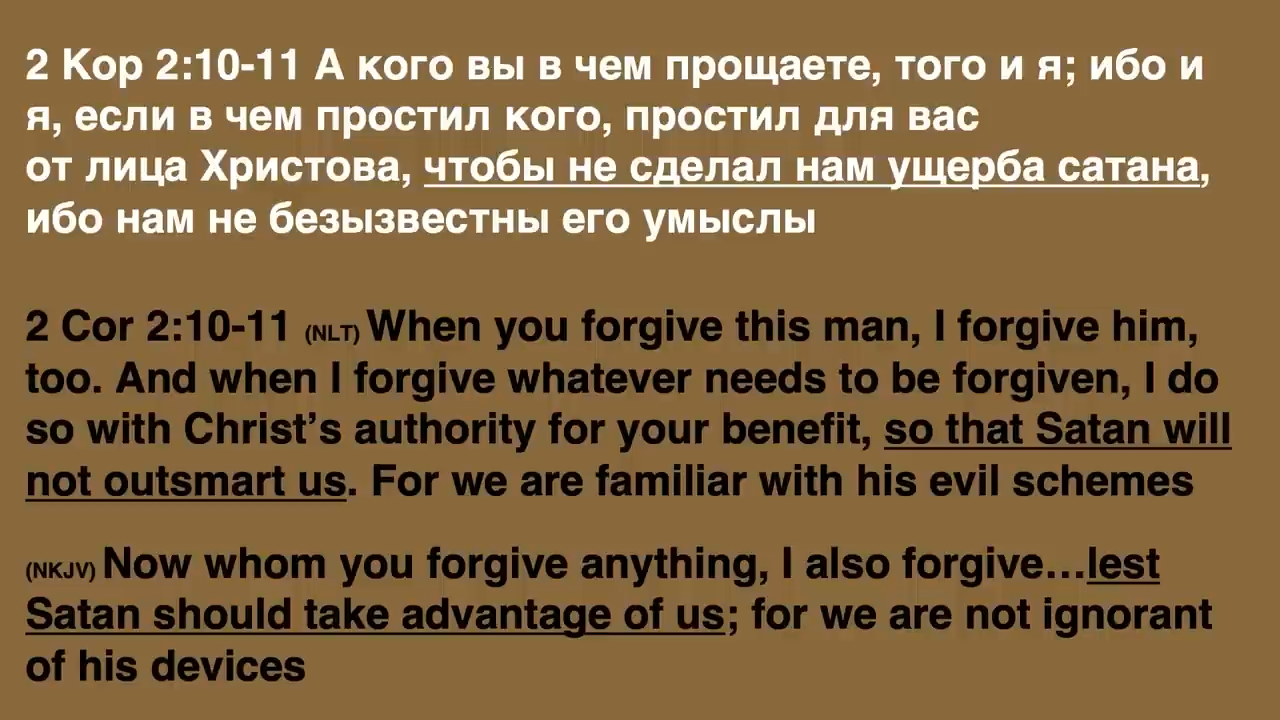 2 Кор 2:10-11 А кого вы в чем прощаете, того и я; ибо и
я, если в чем простил кого, простил для вас
от лица Христова, чтобы не сделал нам ущерба сатана,
ибо нам не безызвестны его умыслы
2 Cor 2:10-11 (NLT) When you forgive this man, I forgive him,
too. And when I forgive whatever needs to be forgiven, I do
so with Christ’s authority for your benefit, so that Satan will
not outsmart us. For we are familiar with his evil schemes
(NKJV) Now whom you forgive anything, I also forgive…lest
Satan should take advantage of us; for we are not ignorant
of his devices